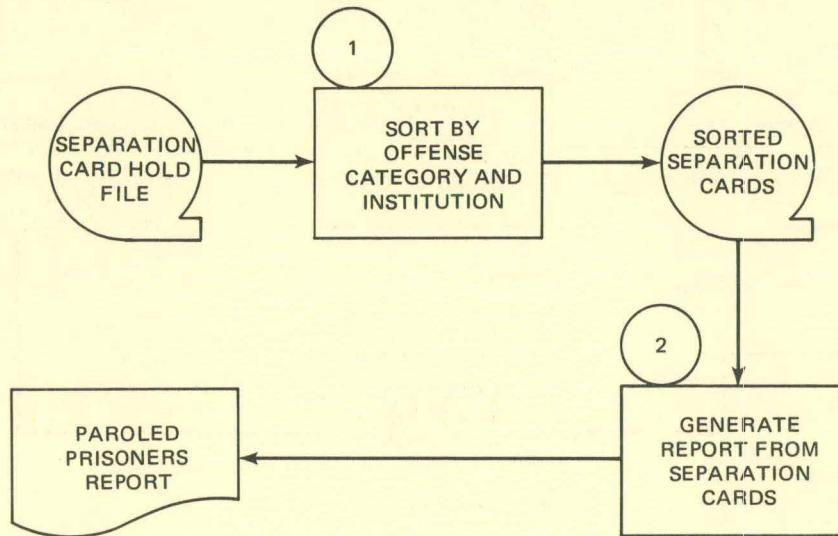 1
SEPARATION
CARD HOLD
FILE
SORT BY
OFFENSE
CATEGORY AND
INSTITUTION
SORTED
SEPARATION
CARDS
2
GENERATE
REPORT FROM
SEPARATION
CARDS
PAROLED
PRISONERS
REPORT